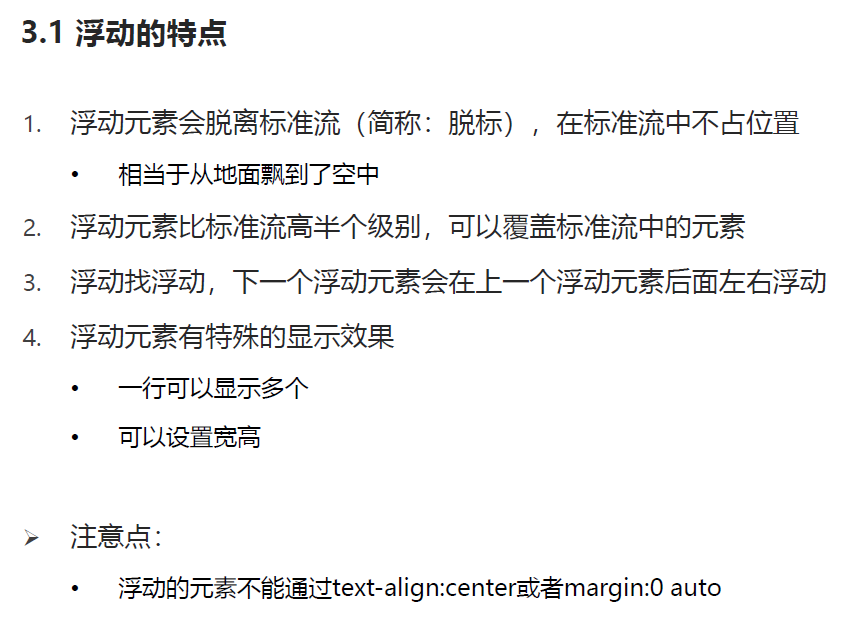 3.1 浮动的特点
1. 浮动元素会脱离标准流（简称：脱标），在标准流中不占位置
• 相当于从地面飘到了空中
2. 浮动元素比标准流高半个级别，可以覆盖标准流中的元素
3. 浮动找浮动，下一个浮动元素会在上一个浮动元素后面左右浮动
4. 浮动元素有特殊的显示效果
• 一行可以显示多个
• 可以设置宽高
➢ 注意点：
• 浮动的元素不能通过text-align:center或者margin:0 auto